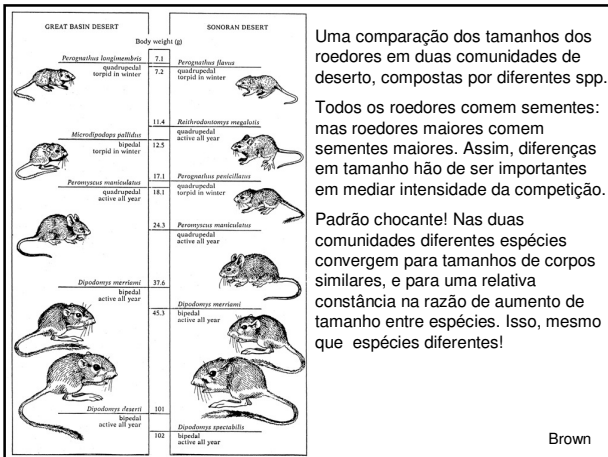 GREAT BASIN DESERT
SONORAN DESERT
Body weight (g)
Perognathus longimembris
quadrupedal
torpid in winter
7.1
7.2
Perognathus flavus
quadrupedal
torpid in winter
11.4
Reithrodontomys megalotis
quadrupedal
active all year
Microdipodops pallidus
bipedal
torpid in winter
12.5
17.1
Perognathus penicillatus
quadrupedal
torpid in winter
Peromyscus maniculatus
quadrupedal
active all year
18.1
24.3
Peromyscus maniculatus
quadrupedal
active all year
Dipodomys merriami
bipedal
active all year
37.6
45.3
Dipodomys merriami
bipedal
active all year
Dipodomys deserti
bipedal
active all year
101
102
Dipodomys spectabilis
bipedal
active all year
Uma comparação dos tamanhos dos
roedores em duas comunidades de
deserto, compostas por diferentes spp.
Todos os roedores comem sementes:
mas roedores maiores comem
sementes maiores. Assim, diferenças
em tamanho hão de ser importantes
em mediar intensidade da competição.
Padrão chocante! Nas duas
comunidades diferentes espécies
convergem para tamanhos de corpos
similares, e para uma relativa
constância na razão de aumento de
tamanho entre espécies. Isso, mesmo
que espécies diferentes!
Brown